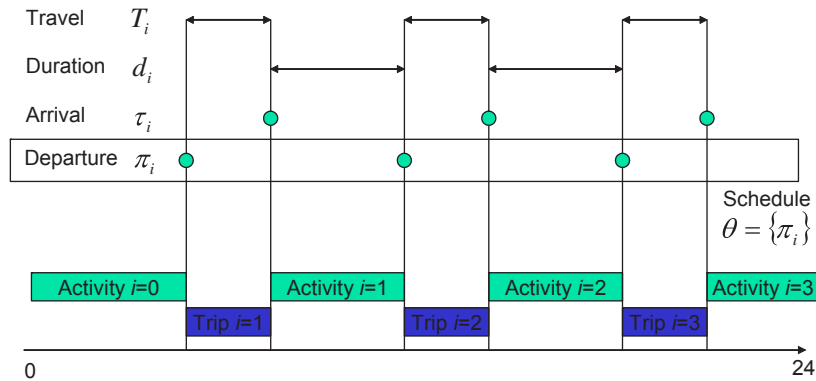 Travel T_i
Duration d_i
Arrival τ_i
Departure π_i
Schedule
θ = {π_i}
Activity i=0 Activity i=1 Activity i=2 Activity i=3
Trip i=1 Trip i=2 Trip i=3
0 24